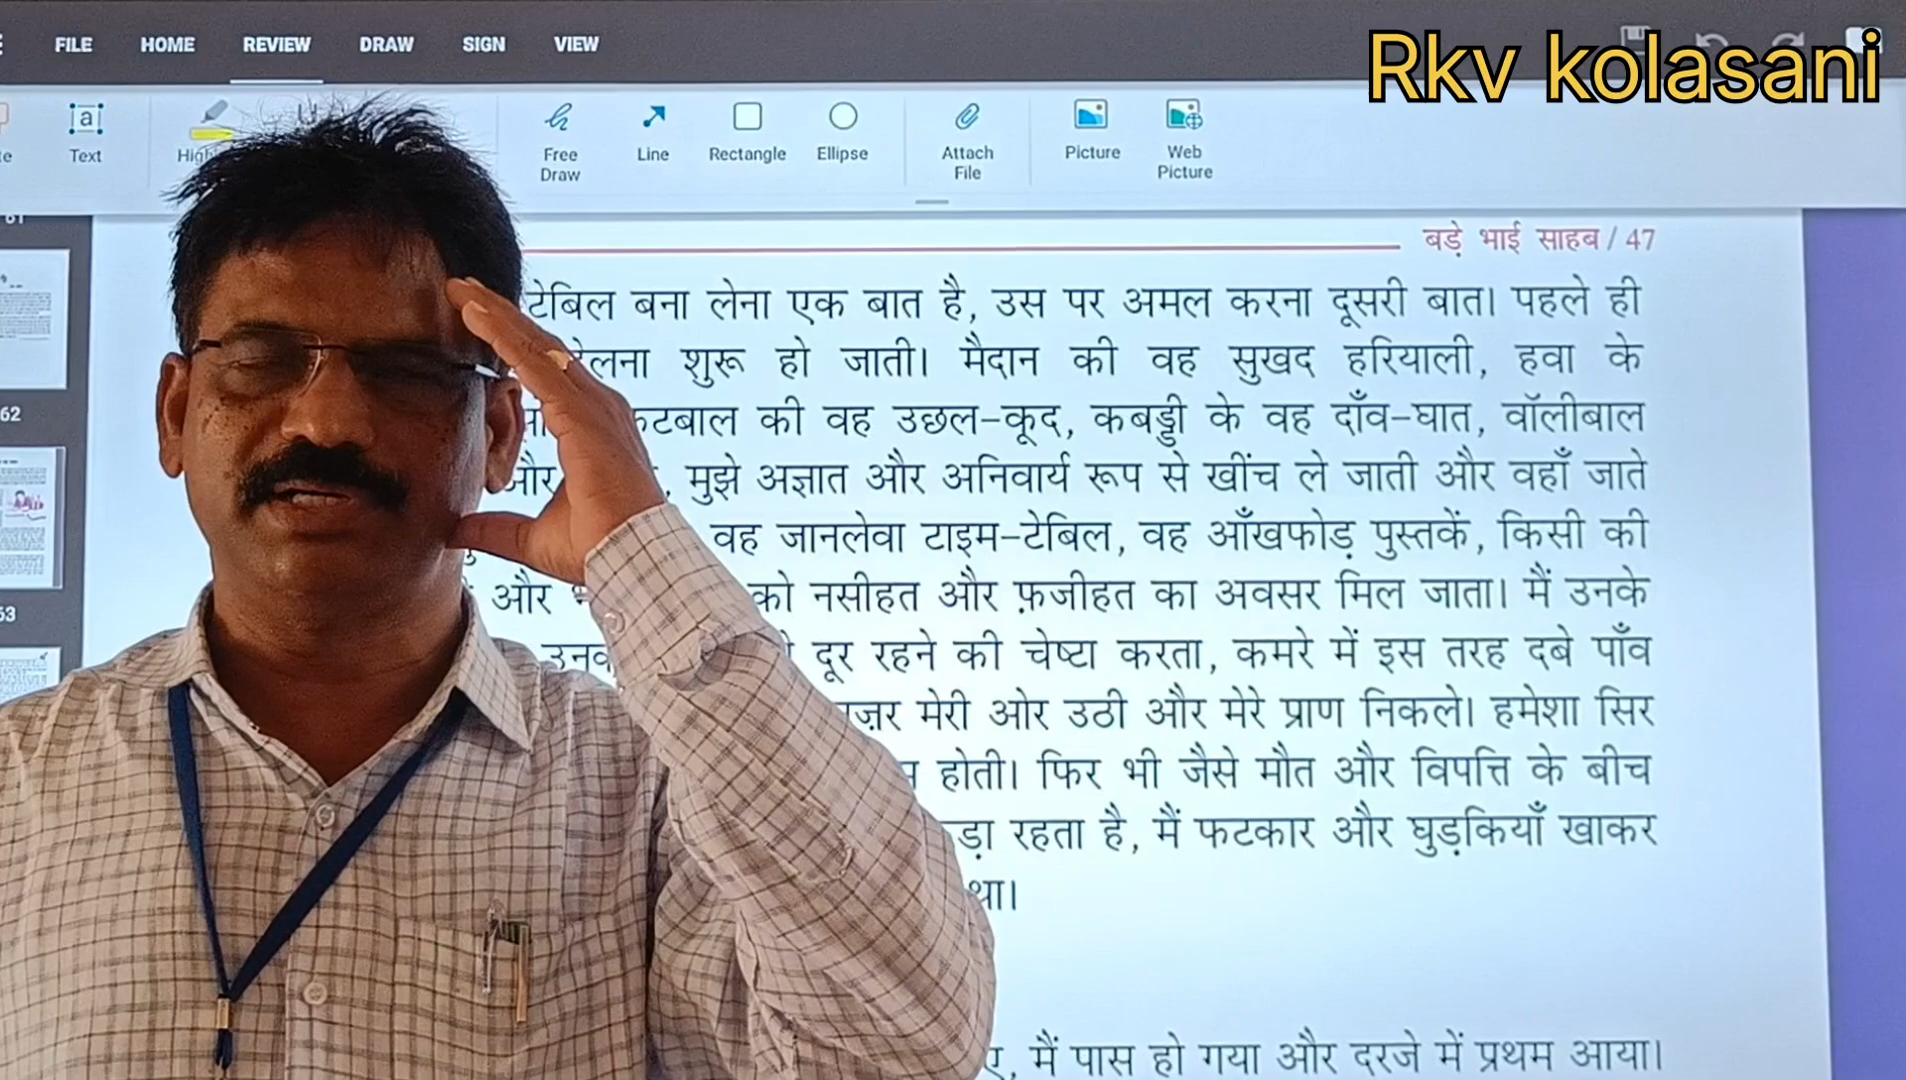 Rkv kolasani
FILE HOME REVIEW DRAW SIGN VIEW
Text Free Draw Line Rectangle Ellipse Attach File Picture Web Picture
62
बड़े भाई साहब / 47
टेबिल बना लेना एक बात है, उस पर अमल करना दूसरी बात। पहले ही
शुरू हो जाती। मैदान की वह सुखद हरियाली, हवा के
की वह उछल-कूद, कबड्डी के वह दाँव-घात, वॉलीबाल
और मुझे अज्ञात और अनिवार्य रूप से खींच ले जाती और वहाँ जाते
वह जानलेवा टाइम-टेबिल, वह आँखफोड़ पुस्तकें, किसी की
और को नसीहत और फ़जीहत का अवसर मिल जाता। मैं उनके
दूर रहने की चेष्टा करता, कमरे में इस तरह दबे पाँव
मेरी ओर उठी और मेरे प्राण निकले। हमेशा सिर
होती। फिर भी जैसे मौत और विपत्ति के बीच
रहता है, मैं फटकार और घुड़कियाँ खाकर
था।
मैं पास हो गया और दरजे में प्रथम आया।